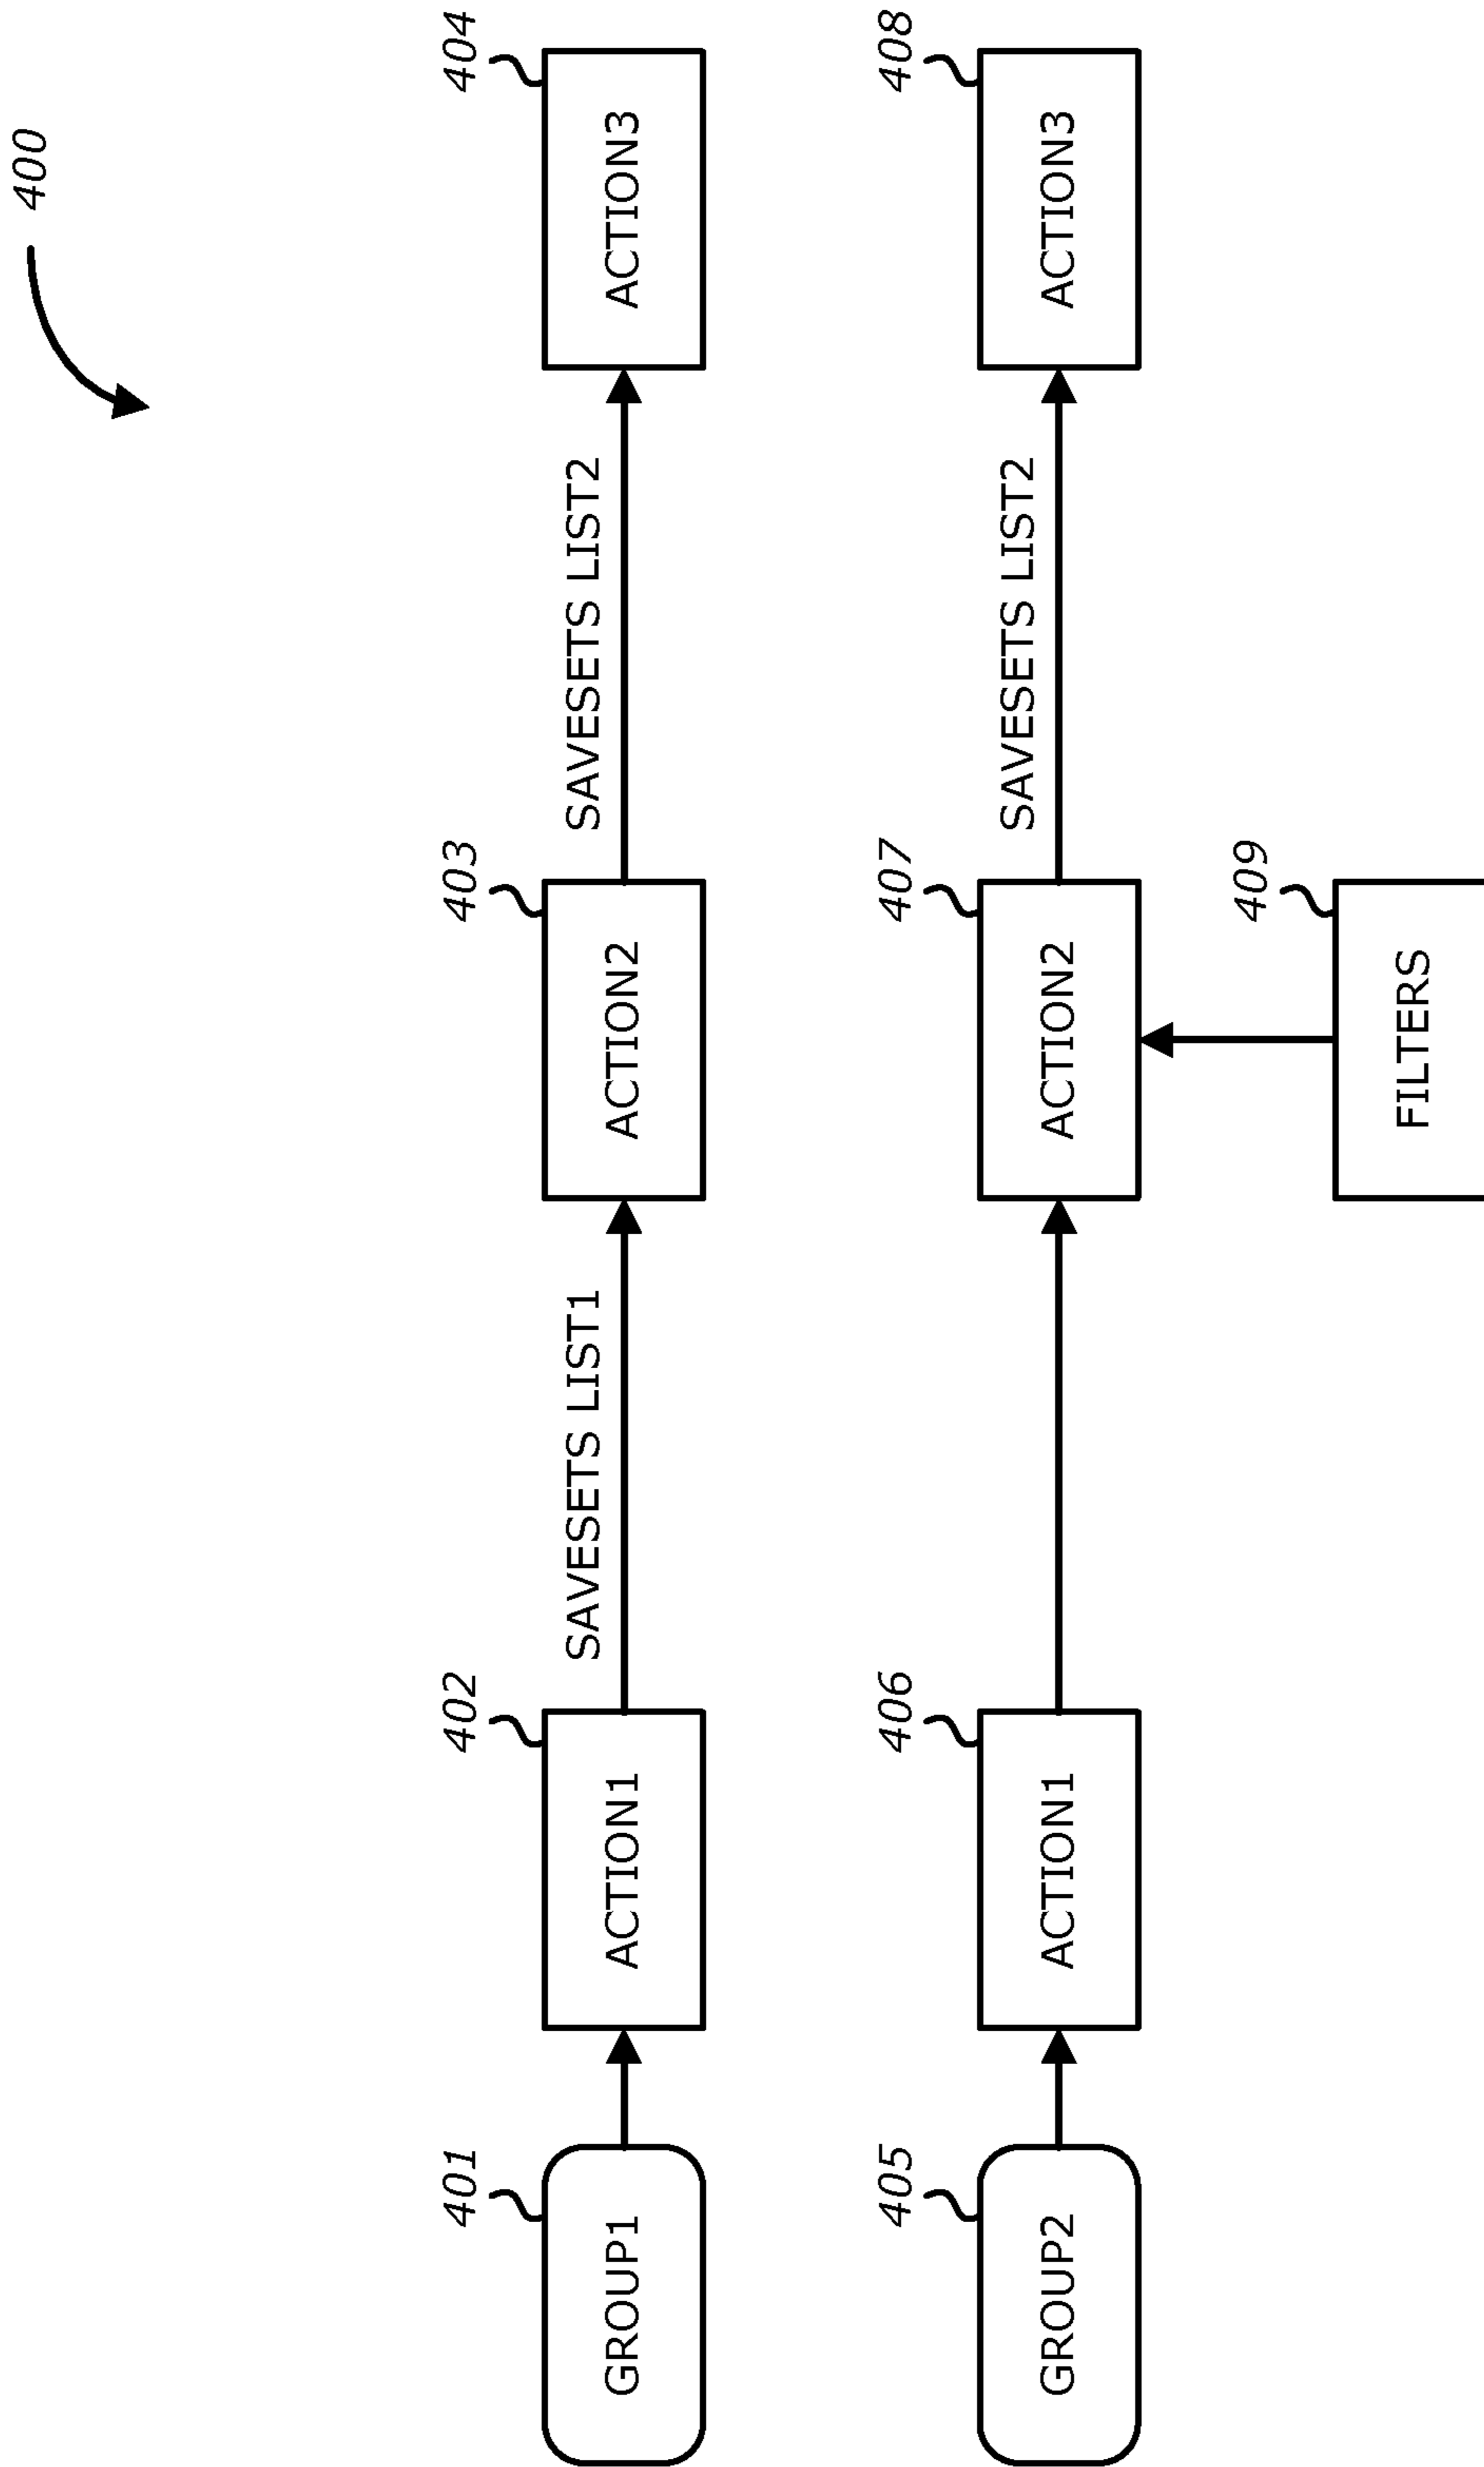 400
401
GROUP1
402
ACTION1
SAVESETS LIST1
403
ACTION2
SAVESETS LIST2
404
ACTION3
405
GROUP2
406
ACTION1
407
ACTION2
SAVESETS LIST2
408
ACTION3
409
FILTERS